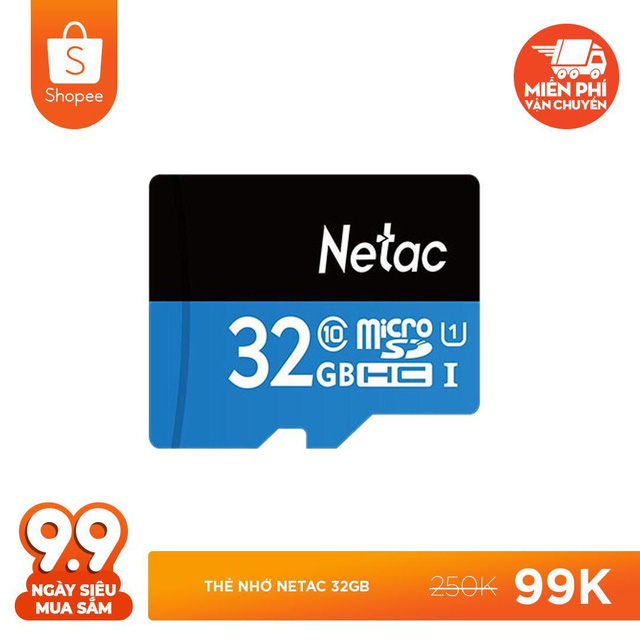 S
Shopee
MIỄN PHÍ
VẬN CHUYỂN
Netac
32 GB
C10 micro SD HC U1 I
9.9
NGÀY SIÊU
MUA SẮM
THẺ NHỚ NETAC 32GB
250K 99K